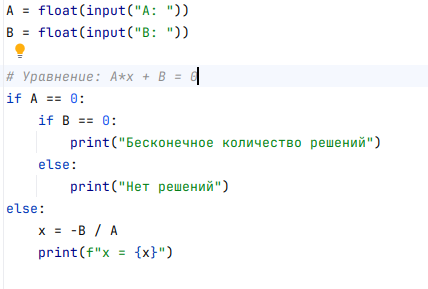 A = float(input("A: "))
B = float(input("B: "))
# Уравнение: A*x + B = 0
if A == 0:
    if B == 0:
        print("Бесконечное количество решений")
    else:
        print("Нет решений")
else:
    x = -B / A
    print(f"x = {x}")